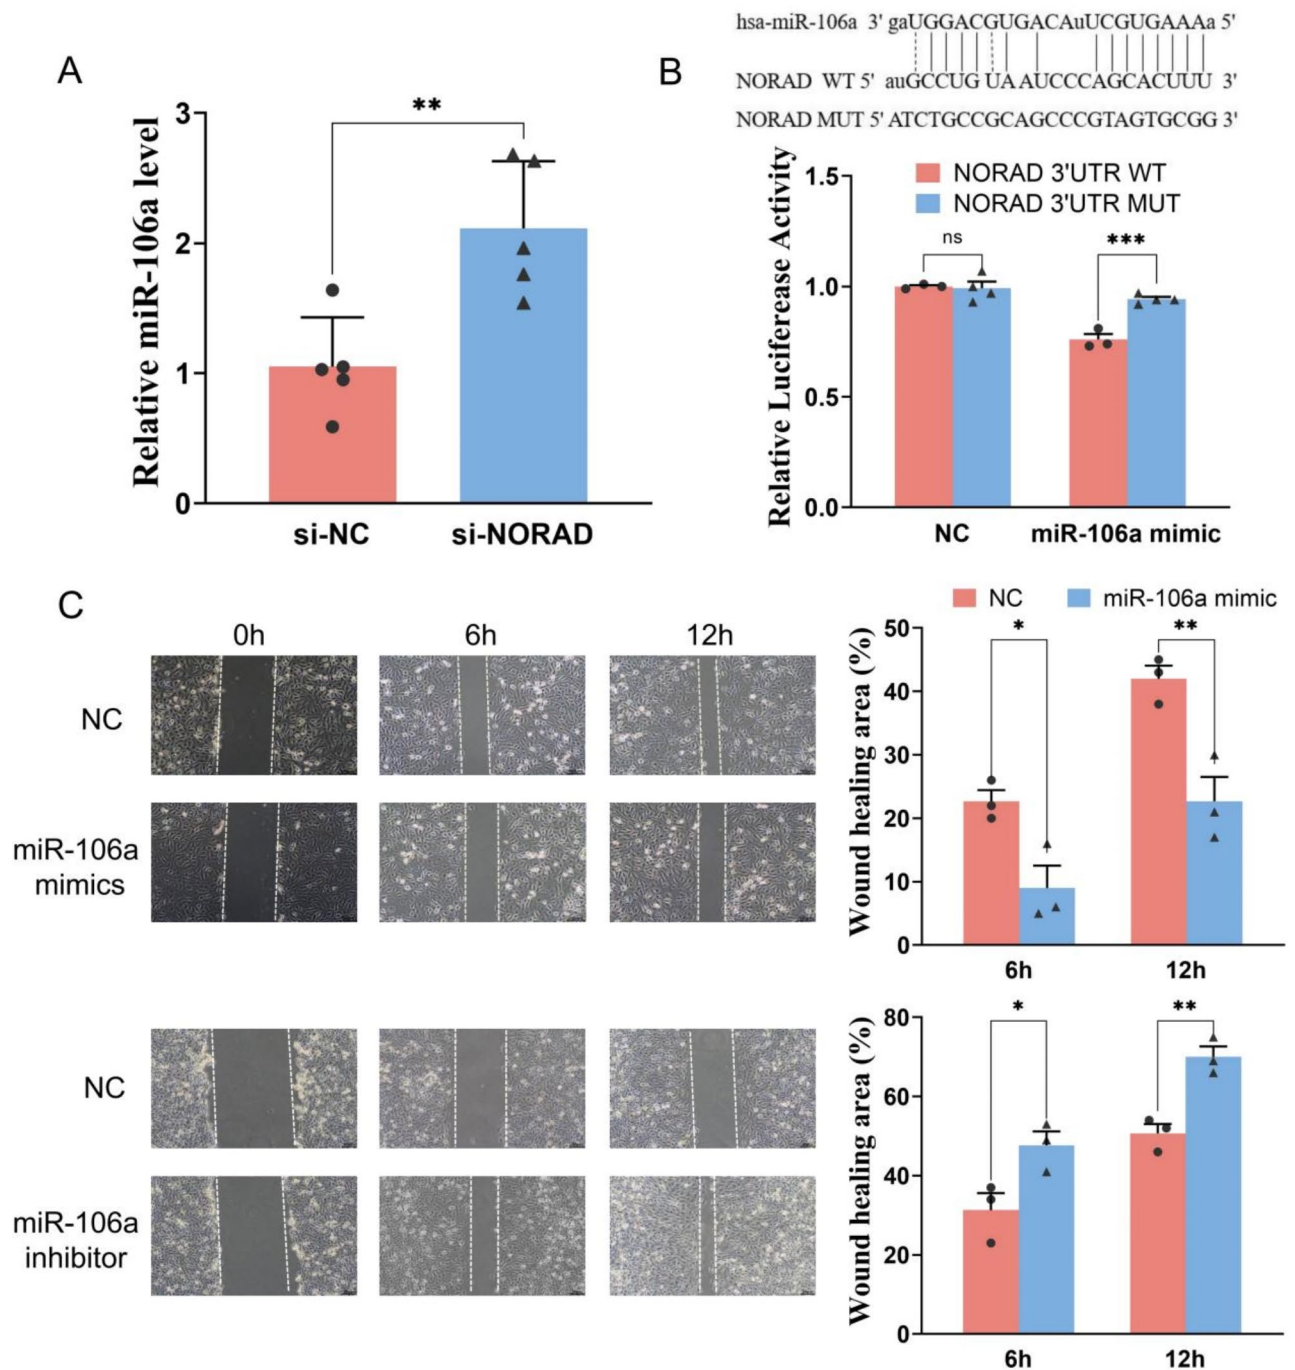 A
Relative miR-106a level
3
2
1
0
**
si-NC
si-NORAD
B
hsa-miR-106a 3' gaUGGACGUGACAuUCGUGAAAa 5'
NORAD WT 5' auGCCUG UAAUCCCAGCACUUU 3'
NORAD MUT 5' ATCTGCCGCAGCCCGTAGTGCGG 3'
Relative Luciferase Activity
NORAD 3'UTR WT
NORAD 3'UTR MUT
1.5
1.0
0.5
0.0
ns
***
NC
miR-106a mimic
C
0h
6h
12h
NC
miR-106a
mimics
NC
miR-106a
inhibitor
NC
miR-106a mimic
Wound healing area (%)
50
40
30
20
10
0
*
**
6h
12h
Wound healing area (%)
80
60
40
20
0
*
**
6h
12h